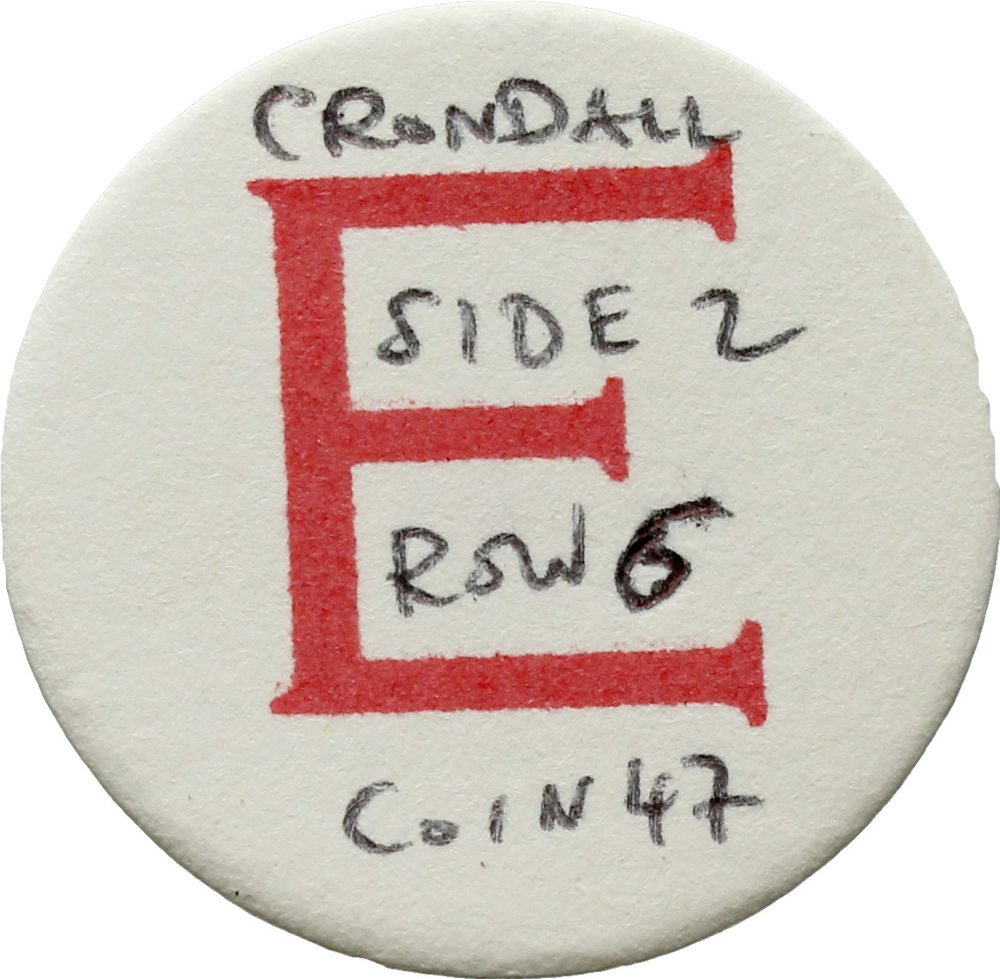 CRONDALL
E
SIDE 2
ROW 6
COIN 47